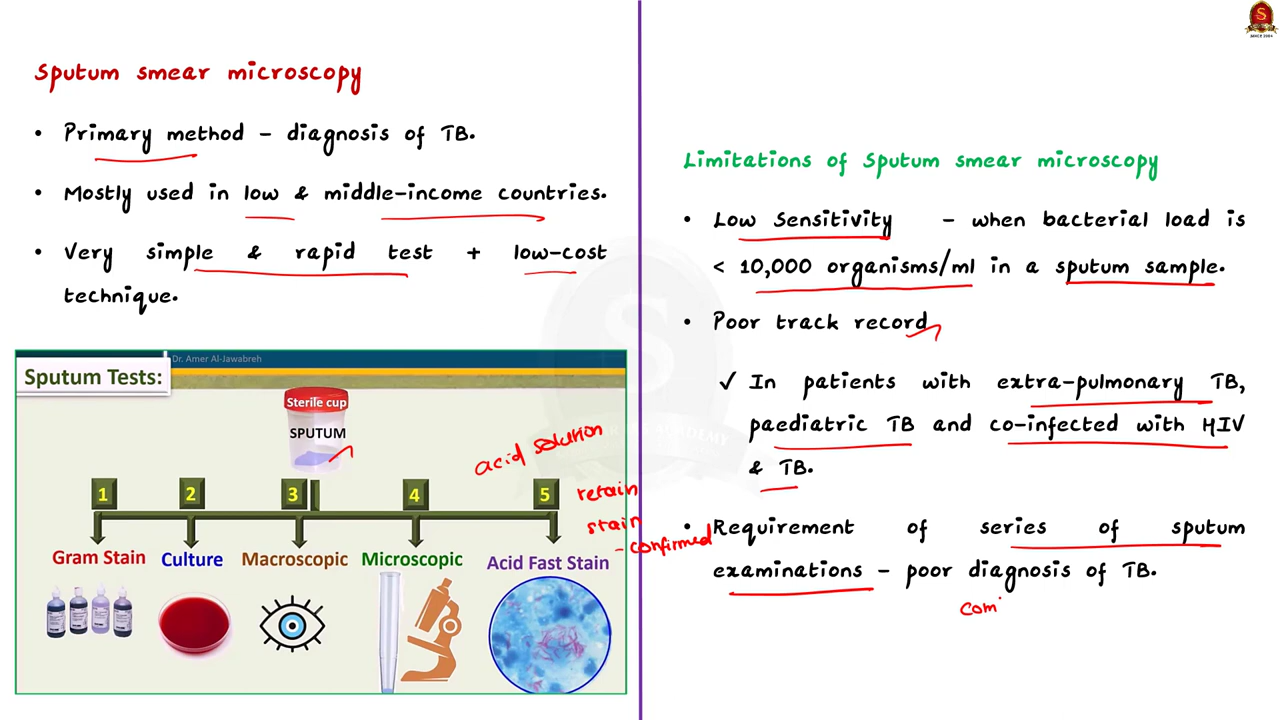 Sputum smear microscopy
• Primary method – diagnosis of TB.
• Mostly used in low & middle-income countries.
• Very simple & rapid test + low-cost
technique.
Dr. Amer Al-Jawabreh
Sputum Tests:
Sterile cup
SPUTUM
acid solution
retain
stain
- confirmed
1 2 3 4 5
Gram Stain Culture Macroscopic Microscopic Acid Fast Stain
S
SINCE 2004
Limitations of Sputum smear microscopy
• Low Sensitivity – when bacterial load is
< 10,000 organisms/ml in a sputum sample.
• Poor track record
✓ In patients with extra-pulmonary TB,
paediatric TB and co-infected with HIV
& TB.
• Requirement of series of sputum
examinations – poor diagnosis of TB.
com